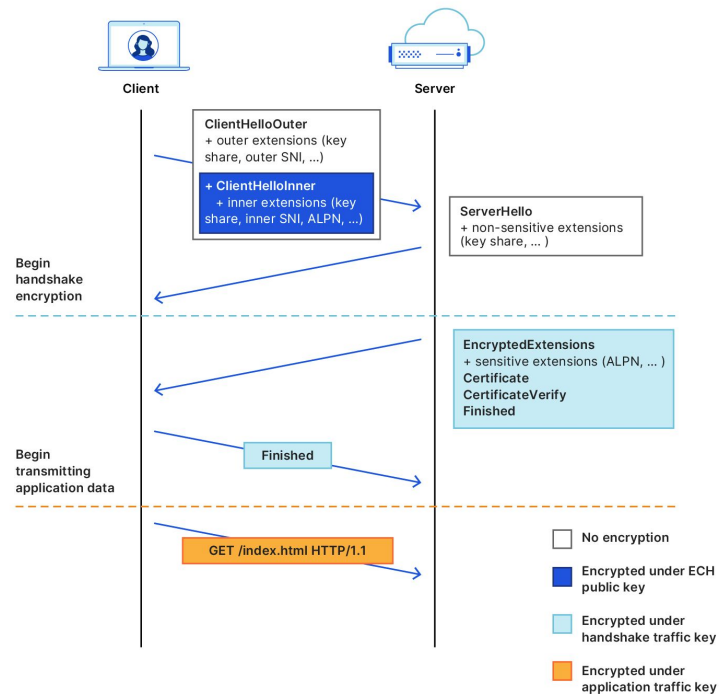 Client
Server
ClientHelloOuter
+ outer extensions (key
share, outer SNI, ...)
+ ClientHelloInner
+ inner extensions (key
share, inner SNI, ALPN, ...)
ServerHello
+ non-sensitive extensions
(key share, ... )
Begin
handshake
encryption
EncryptedExtensions
+ sensitive extensions (ALPN, ... )
Certificate
CertificateVerify
Finished
Finished
Begin
transmitting
application data
GET /index.html HTTP/1.1
No encryption
Encrypted under ECH
public key
Encrypted under
handshake traffic key
Encrypted under
application traffic key